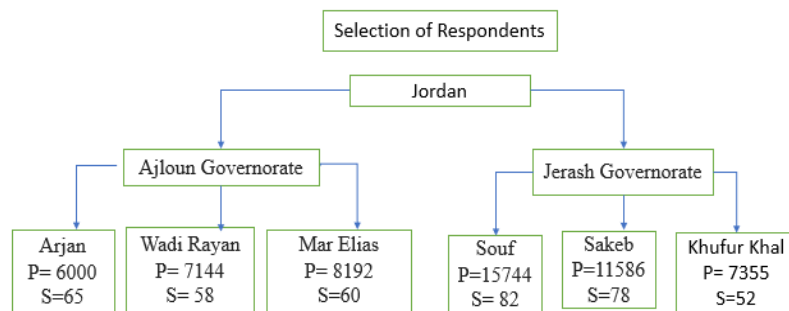 Selection of Respondents
Jordan
Ajloun Governorate
Jerash Governorate
Arjan
P= 6000
S=65
Wadi Rayan
P= 7144
S= 58
Mar Elias
P= 8192
S=60
Souf
P=15744
S= 82
Sakeb
P=11586
S=78
Khufur Khal
P= 7355
S=52